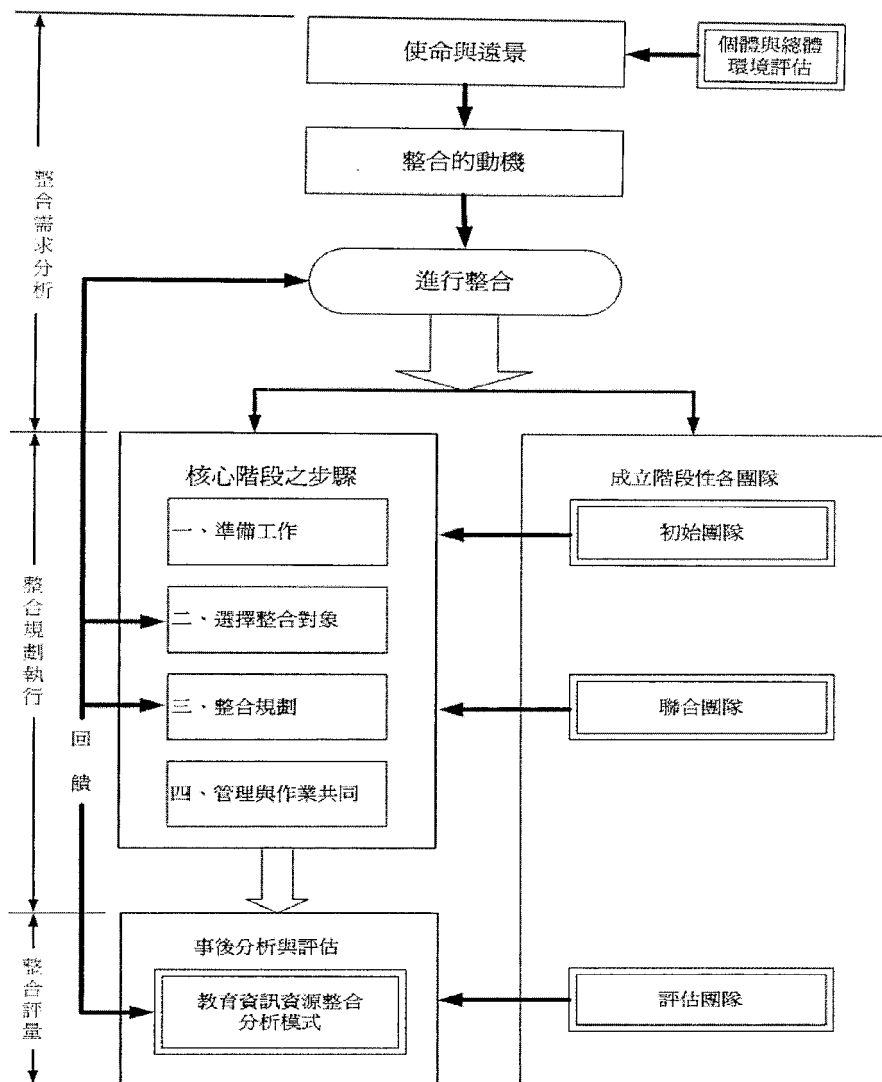 使命與遠景
個體與總體
環境評估
整合的動機
整合需求分析
進行整合
核心階段之步驟
成立階段性各團隊
一、準備工作
初始團隊
二、選擇整合對象
整合規劃執行
三、整合規劃
聯合團隊
回饋
四、管理與作業共同
事後分析與評估
整合評量
教育資訊資源整合
分析模式
評估團隊